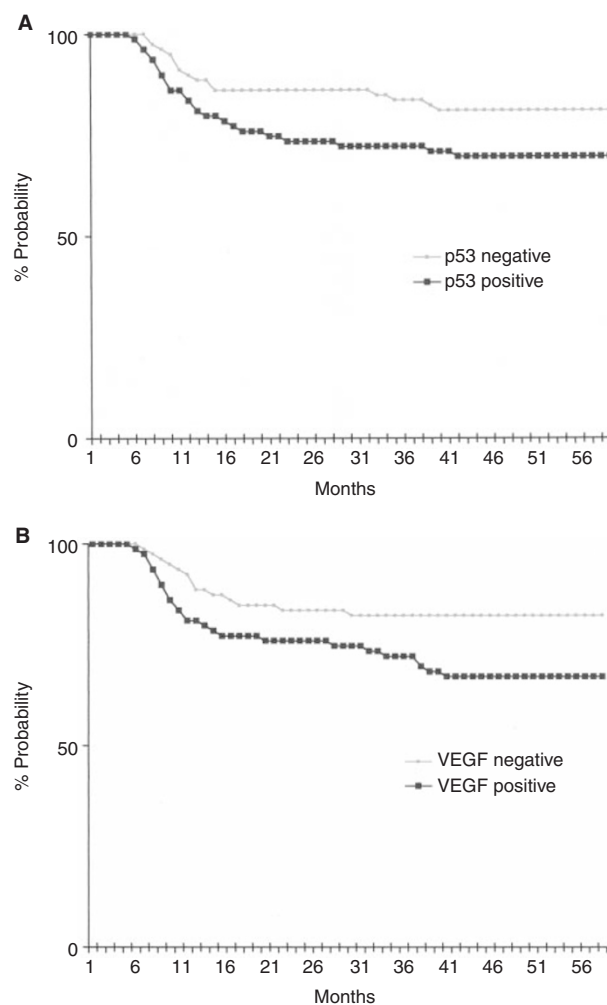 A
100
50
0
% Probability
p53 negative
p53 positive
1 6 11 16 21 26 31 36 41 46 51 56
Months
B
100
50
0
% Probability
VEGF negative
VEGF positive
1 6 11 16 21 26 31 36 41 46 51 56
Months